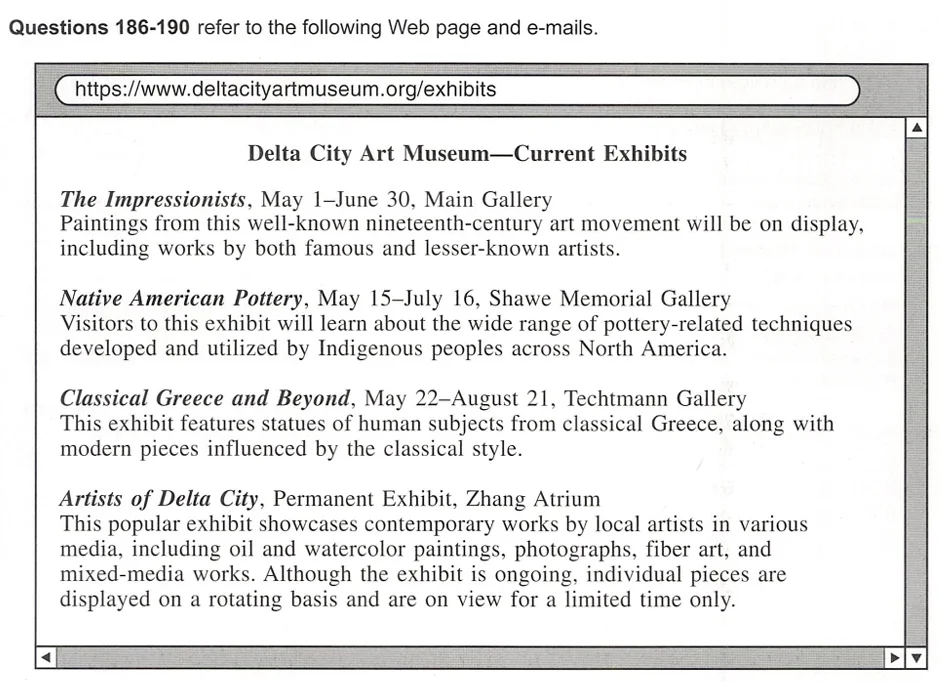 Questions 186-190 refer to the following Web page and e-mails.
https://www.deltacityartmuseum.org/exhibits
Delta City Art Museum—Current Exhibits
The Impressionists, May 1–June 30, Main Gallery
Paintings from this well-known nineteenth-century art movement will be on display,
including works by both famous and lesser-known artists.
Native American Pottery, May 15–July 16, Shawe Memorial Gallery
Visitors to this exhibit will learn about the wide range of pottery-related techniques
developed and utilized by Indigenous peoples across North America.
Classical Greece and Beyond, May 22–August 21, Techtmann Gallery
This exhibit features statues of human subjects from classical Greece, along with
modern pieces influenced by the classical style.
Artists of Delta City, Permanent Exhibit, Zhang Atrium
This popular exhibit showcases contemporary works by local artists in various
media, including oil and watercolor paintings, photographs, fiber art, and
mixed-media works. Although the exhibit is ongoing, individual pieces are
displayed on a rotating basis and are on view for a limited time only.